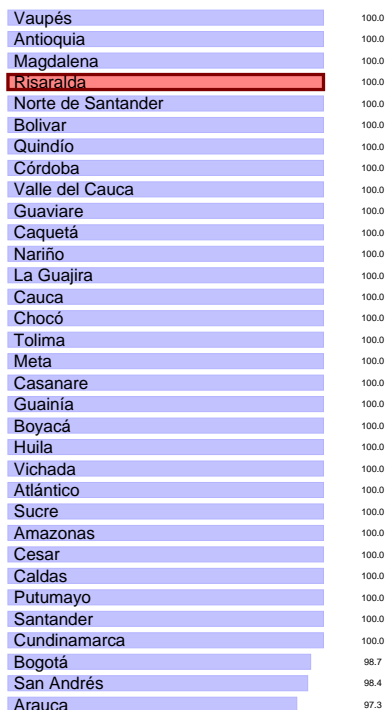 Vaupés 100.0
Antioquia 100.0
Magdalena 100.0
Risaralda 100.0
Norte de Santander 100.0
Bolivar 100.0
Quindío 100.0
Córdoba 100.0
Valle del Cauca 100.0
Guaviare 100.0
Caquetá 100.0
Nariño 100.0
La Guajira 100.0
Cauca 100.0
Chocó 100.0
Tolima 100.0
Meta 100.0
Casanare 100.0
Guainía 100.0
Boyacá 100.0
Huila 100.0
Vichada 100.0
Atlántico 100.0
Sucre 100.0
Amazonas 100.0
Cesar 100.0
Caldas 100.0
Putumayo 100.0
Santander 100.0
Cundinamarca 100.0
Bogotá 98.7
San Andrés 98.4
Arauca 97.3